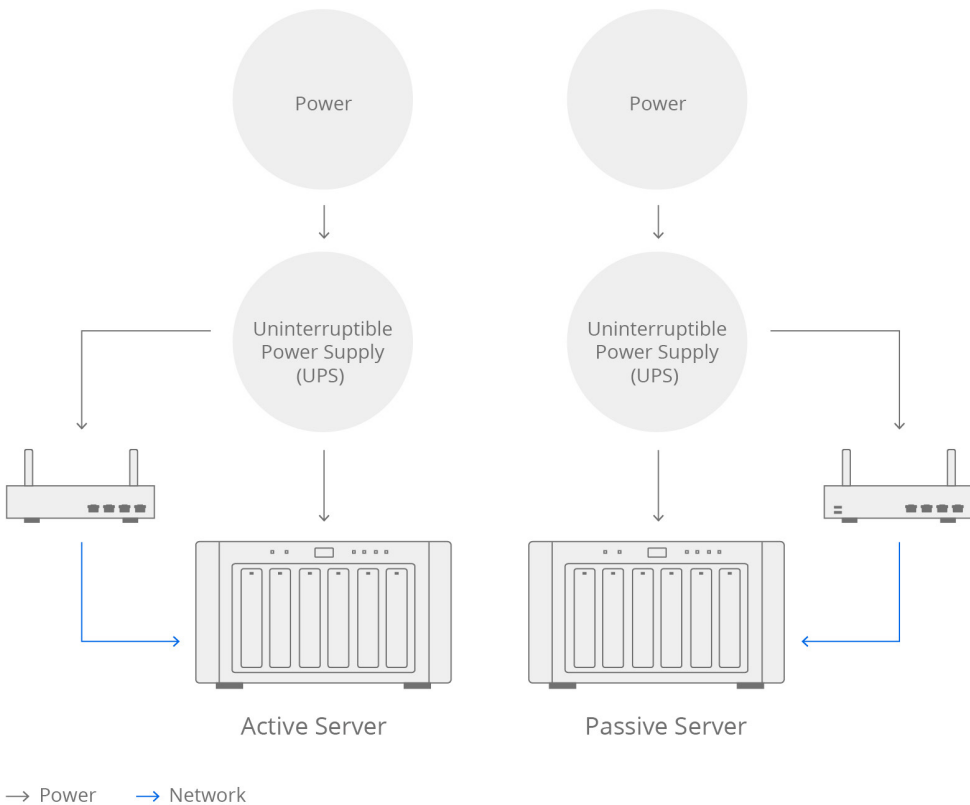 Power
Power
Uninterruptible
Power Supply
(UPS)
Uninterruptible
Power Supply
(UPS)
Active Server
Passive Server
Power
Network